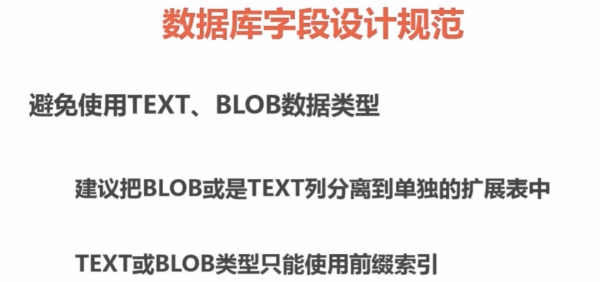 数据库字段设计规范
避免使用TEXT、BLOB数据类型
建议把BLOB或是TEXT列分离到单独的扩展表中
TEXT或BLOB类型只能使用前缀索引